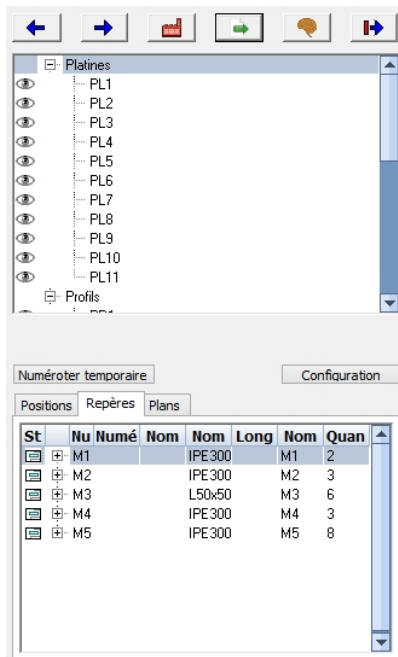 Platines
PL1
PL2
PL3
PL4
PL5
PL6
PL7
PL8
PL9
PL10
PL11
Profils
Numéroter temporaire Configuration
Positions Repères Plans
St Nu Numé Nom Nom Long Nom Quan
M1 IPE300 M1 2
M2 IPE300 M2 3
M3 L50x50 M3 6
M4 IPE300 M4 3
M5 IPE300 M5 8